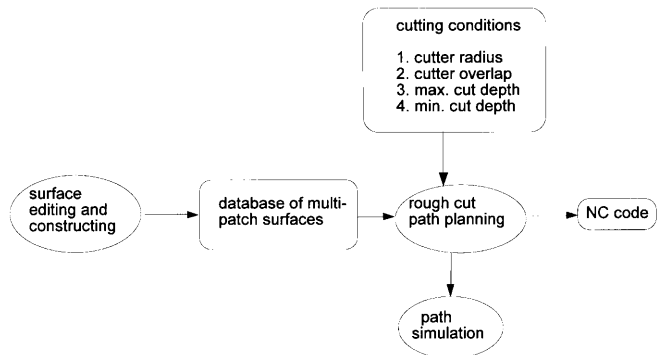 cutting conditions
1. cutter radius
2. cutter overlap
3. max. cut depth
4. min. cut depth
surface
editing and
constructing
database of multi-
patch surfaces
rough cut
path planning
NC code
path
simulation